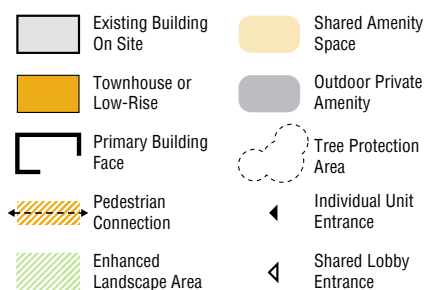 Existing Building
On Site
Townhouse or
Low-Rise
Primary Building
Face
Pedestrian
Connection
Enhanced
Landscape Area
Shared Amenity
Space
Outdoor Private
Amenity
Tree Protection
Area
Individual Unit
Entrance
Shared Lobby
Entrance